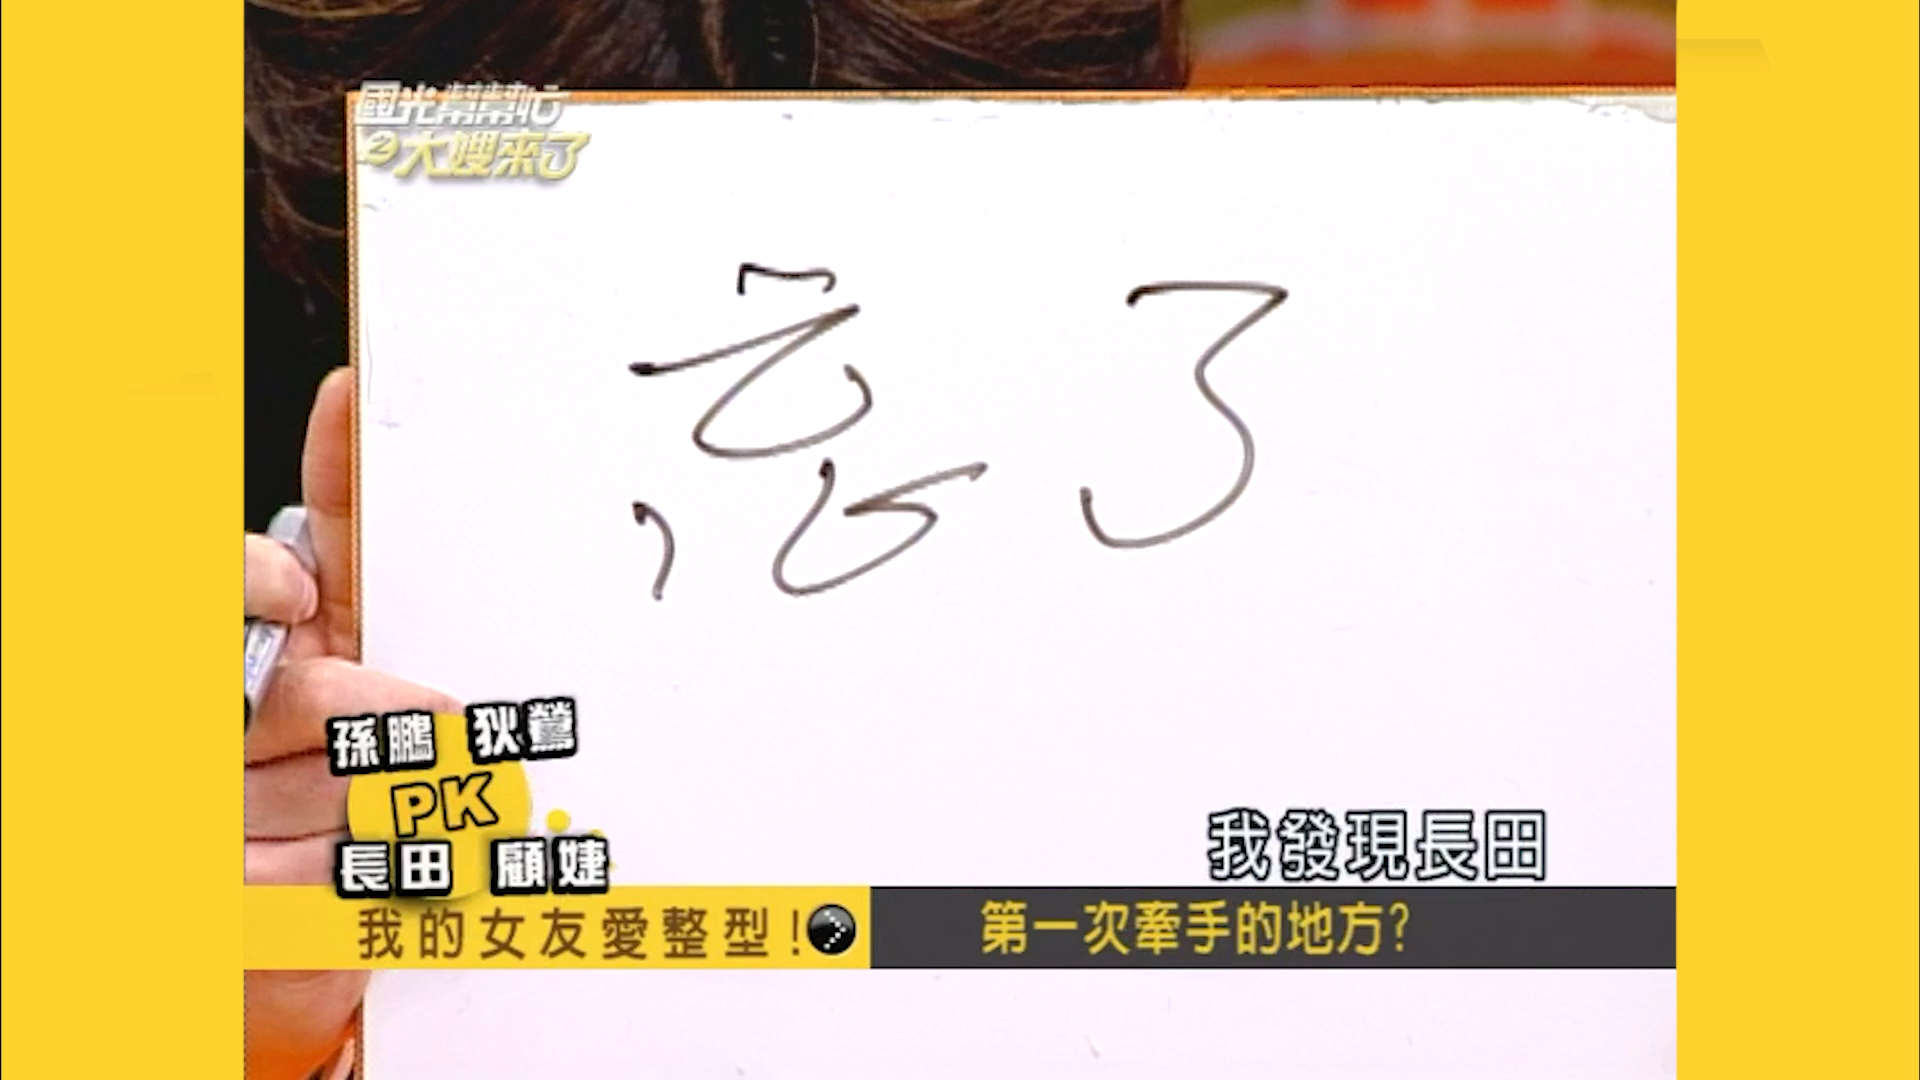 國光幫幫忙
之大嫂來了
忘了
孫鵬 狄鶯
PK
長田 顧婕
我發現長田
我的女友愛整型!
第一次牽手的地方?